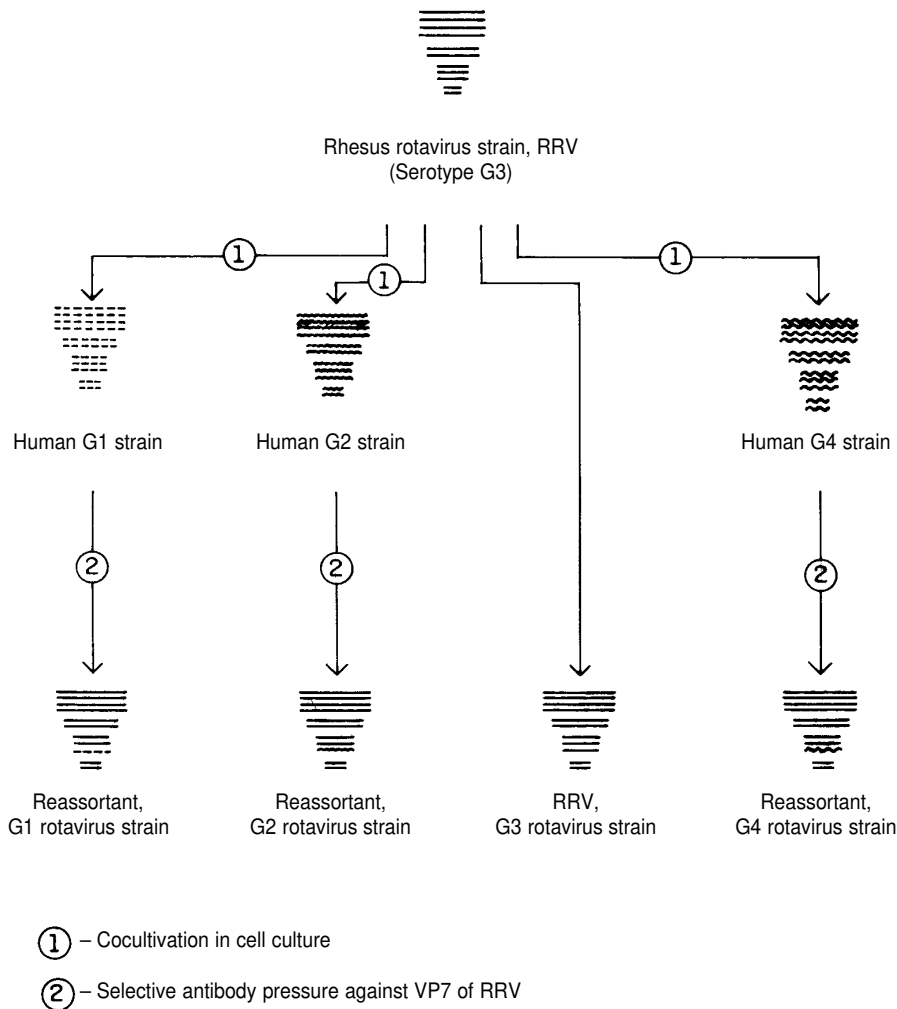 Rhesus rotavirus strain, RRV
(Serotype G3)
1
1
1
Human G1 strain
Human G2 strain
Human G4 strain
2
2
2
Reassortant,
G1 rotavirus strain
Reassortant,
G2 rotavirus strain
RRV,
G3 rotavirus strain
Reassortant,
G4 rotavirus strain
1 – Cocultivation in cell culture
2 – Selective antibody pressure against VP7 of RRV